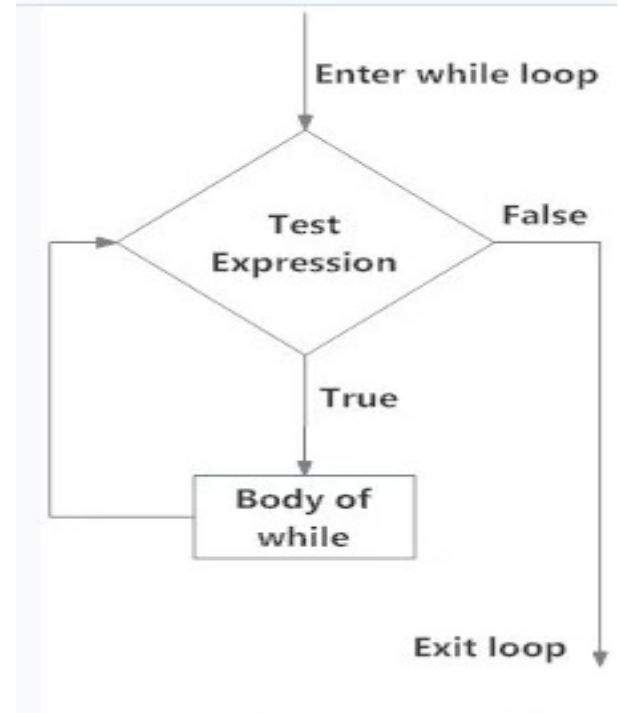 Enter while loop
Test
Expression
False
True
Body of
while
Exit loop